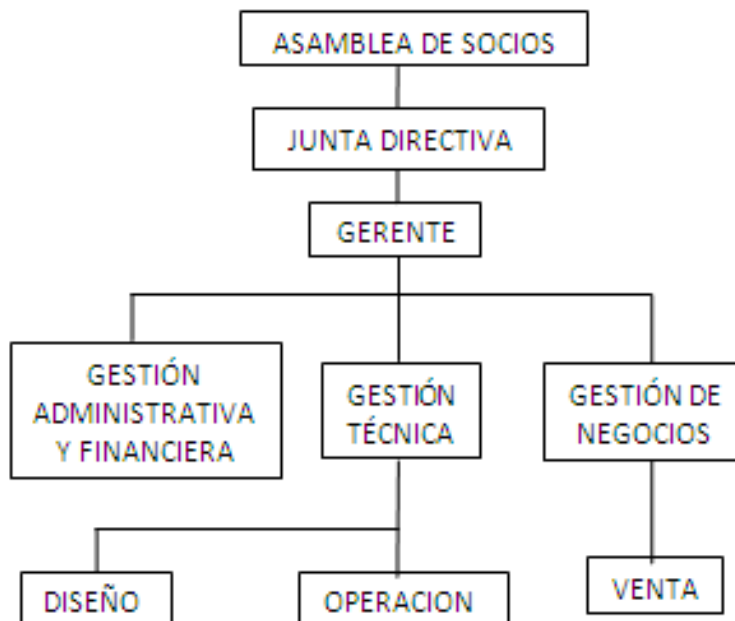 ASAMBLEA DE SOCIOS
JUNTA DIRECTIVA
GERENTE
GESTIÓN
ADMINISTRATIVA
Y FINANCIERA
GESTIÓN
TÉCNICA
GESTIÓN DE
NEGOCIOS
DISEÑO
OPERACION
VENTA